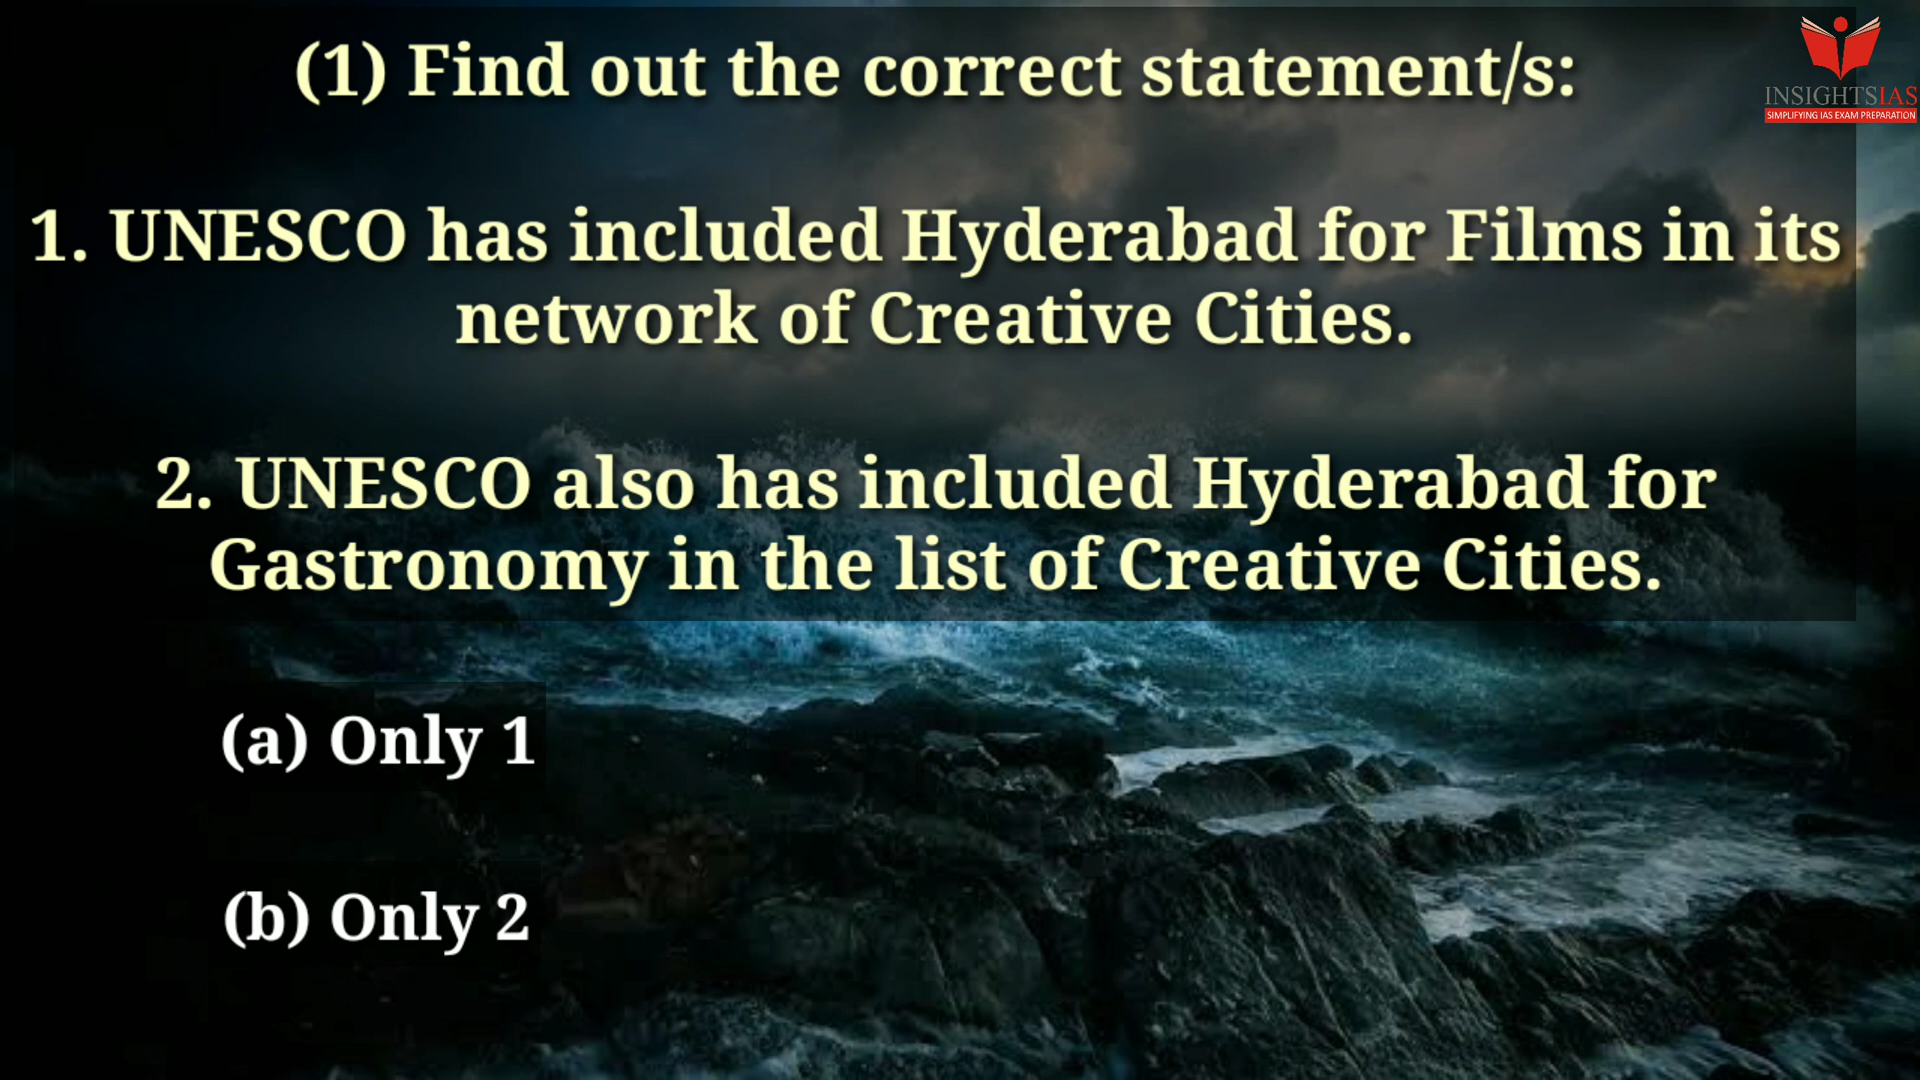 (1) Find out the correct statement/s:
1. UNESCO has included Hyderabad for Films in its
network of Creative Cities.
2. UNESCO also has included Hyderabad for
Gastronomy in the list of Creative Cities.
(a) Only 1
(b) Only 2
INSIGHTSIAS
SIMPLIFYING IAS EXAM PREPARATION